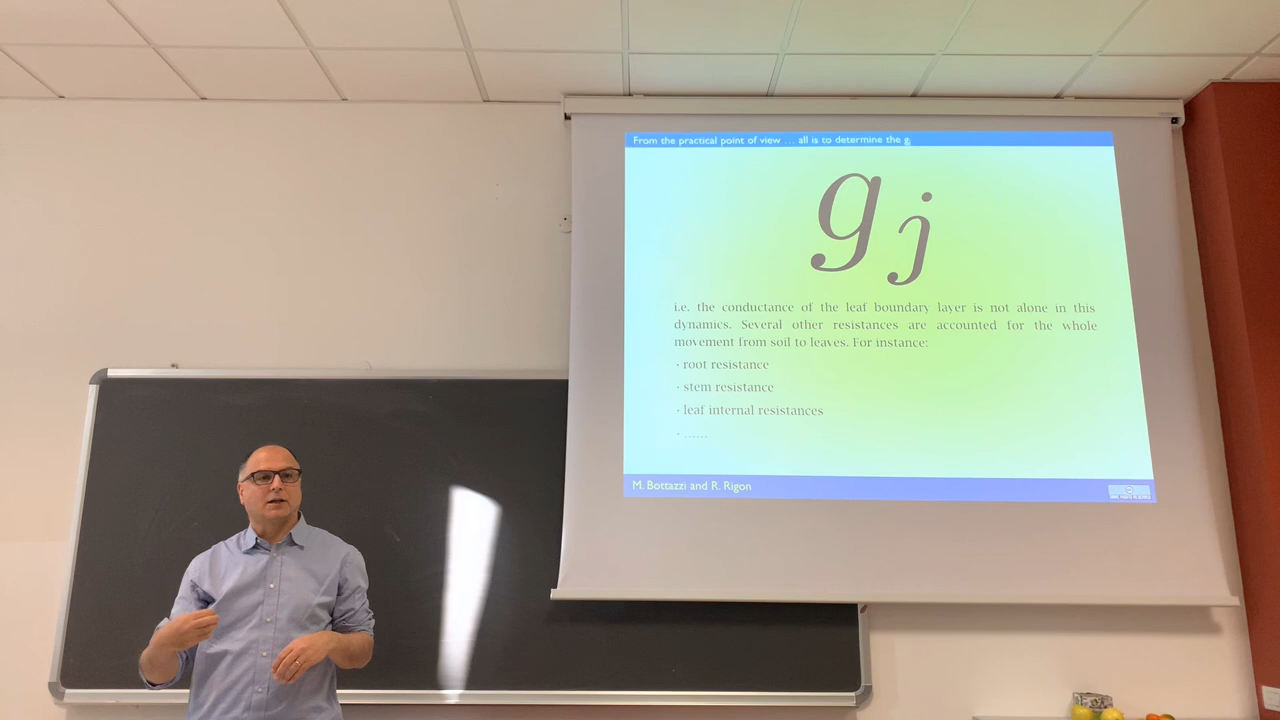 From the practical point of view ... all is to determine the gj
gj
i.e. the conductance of the leaf boundary layer is not alone in this
dynamics. Several other resistances are accounted for the whole
movement from soil to leaves. For instance:
· root resistance
· stem resistance
· leaf internal resistances
· ......
M. Bottazzi and R. Rigon